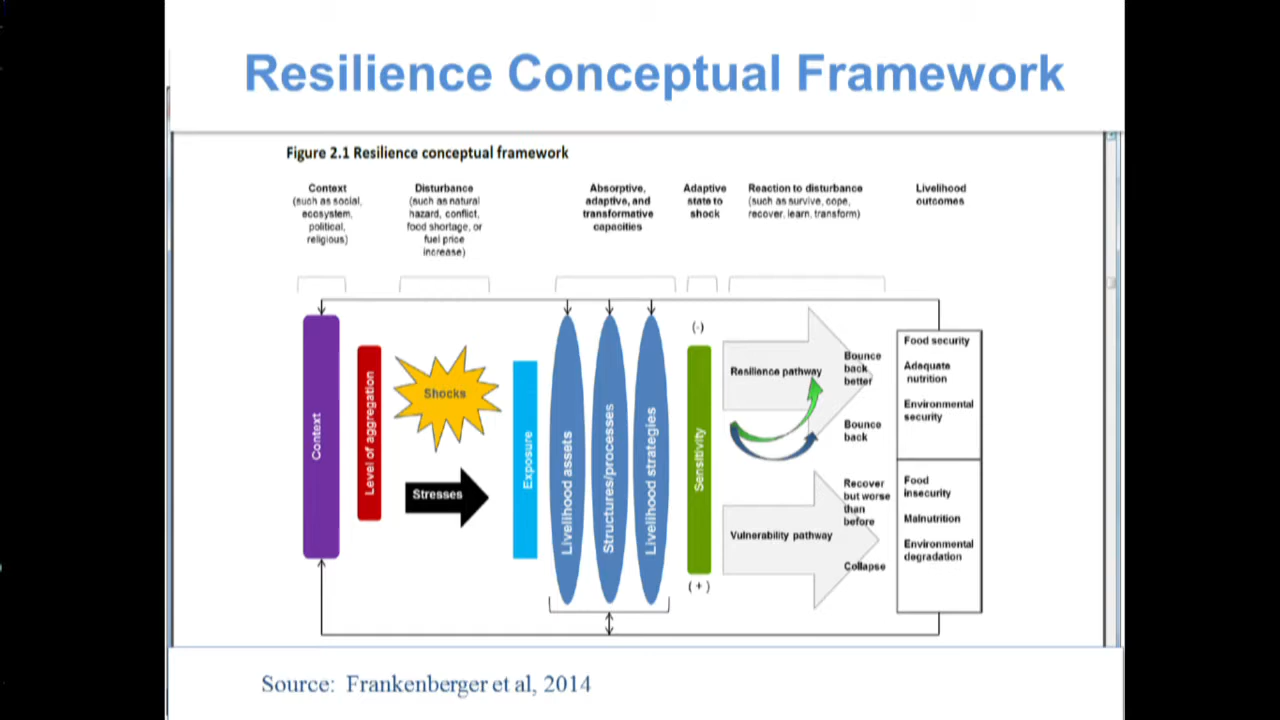 Resilience Conceptual Framework
Figure 2.1 Resilience conceptual framework
Context
(such as social,
ecosystem,
political,
religious)
Disturbance
(such as natural
hazard, conflict,
food shortage, or
fuel price
increase)
Absorptive,
adaptive, and
transformative
capacities
Adaptive
state to
shock
Reaction to disturbance
(such as survive, cope,
recover, learn, transform)
Livelihood
outcomes
Context
Level of aggregation
Shocks
Stresses
Exposure
Livelihood assets
Structures/processes
Livelihood strategies
(-)
Sensitivity
(+)
Resilience pathway
Bounce
back
better
Bounce
back
Vulnerability pathway
Recover
but worse
than
before
Collapse
Food security
Adequate
nutrition
Environmental
security
Food
insecurity
Malnutrition
Environmental
degradation
Source: Frankenberger et al, 2014